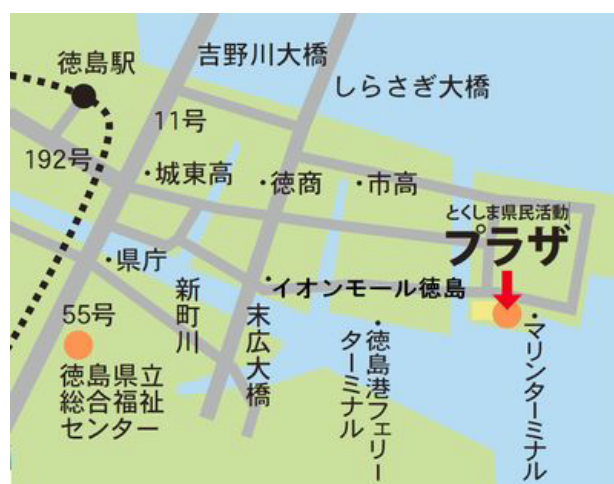 吉野川大橋
徳島駅
しらさぎ大橋
11号
192号
・城東高
・徳商
・市高
とくしま県民活動
プラザ
・県庁
・イオンモール徳島
新町川
55号
末広大橋
・徳島港フェリー
ターミナル
・マリンターミナル
徳島県立
総合福祉
センター